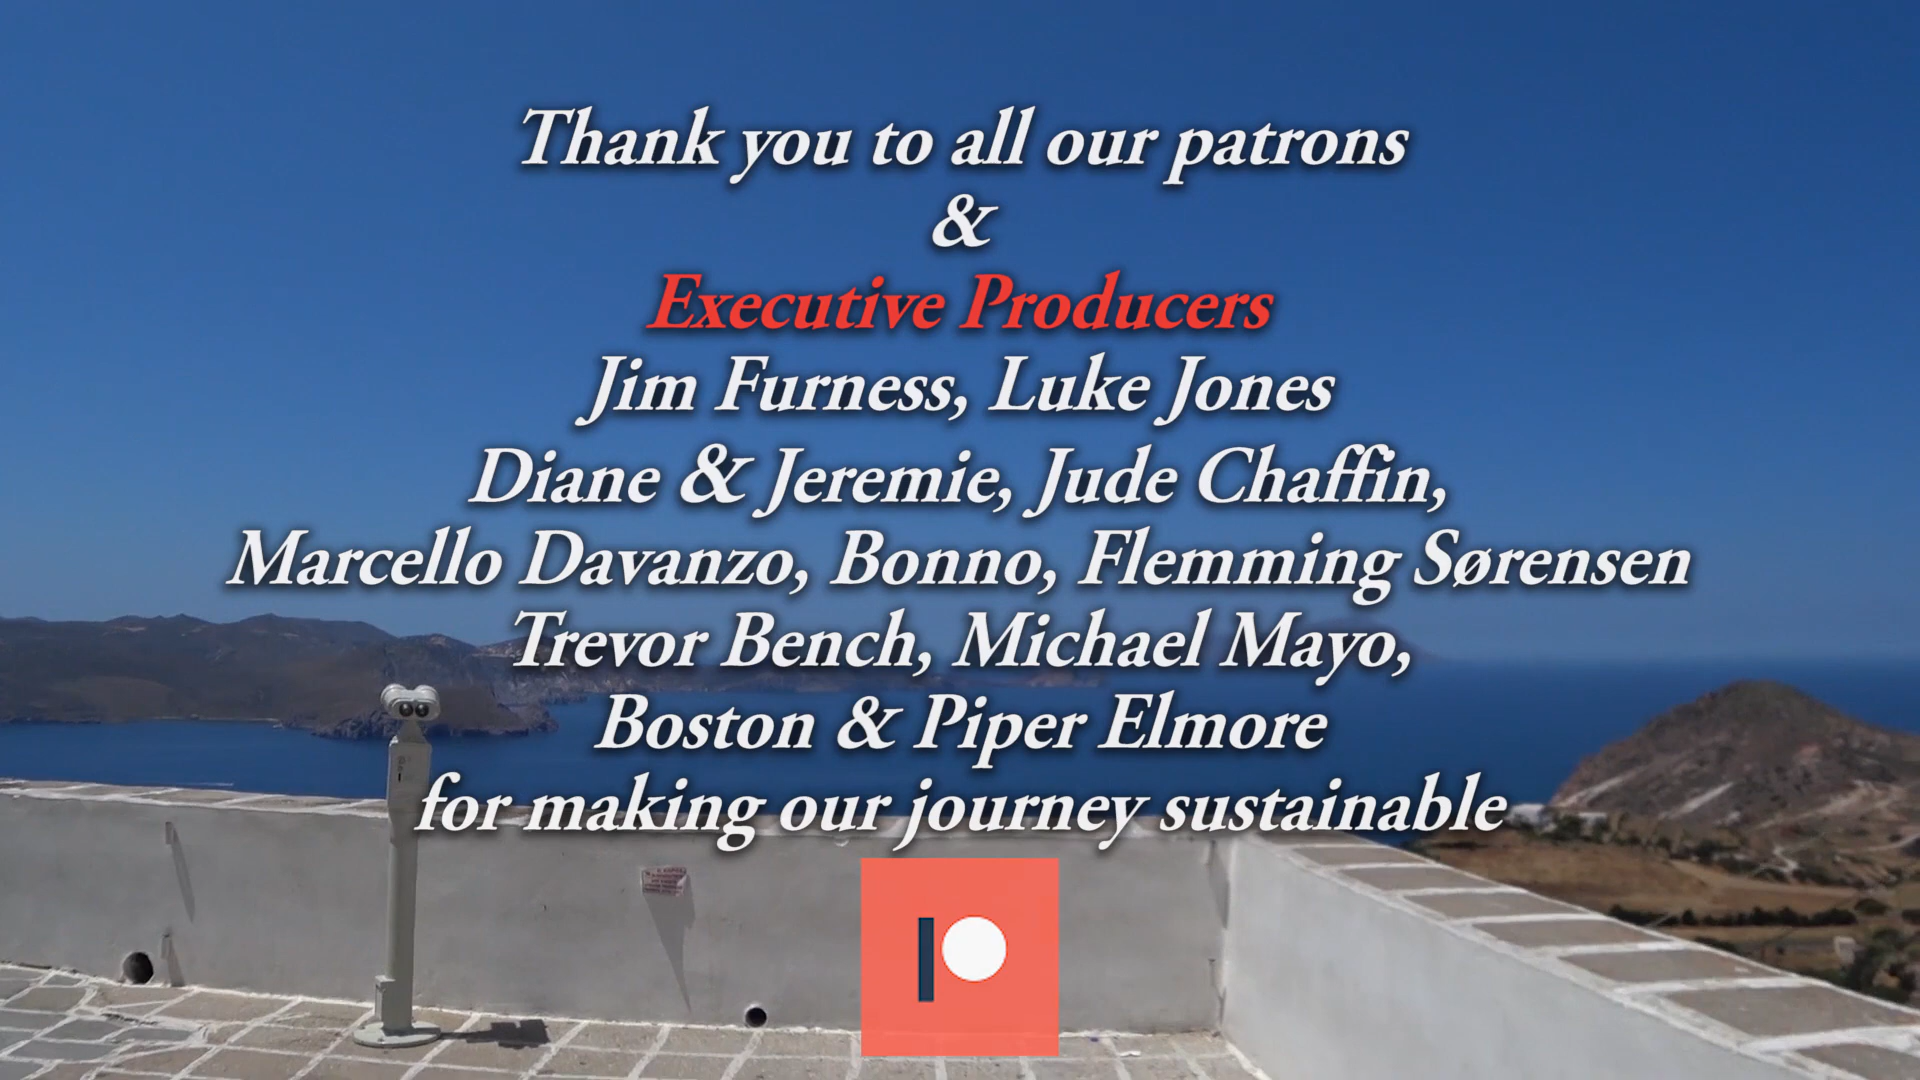 Thank you to all our patrons
&
Executive Producers
Jim Furness, Luke Jones
Diane & Jeremie, Jude Chaffin,
Marcello Davanzo, Bonno, Flemming Sørensen
Trevor Bench, Michael Mayo,
Boston & Piper Elmore
for making our journey sustainable